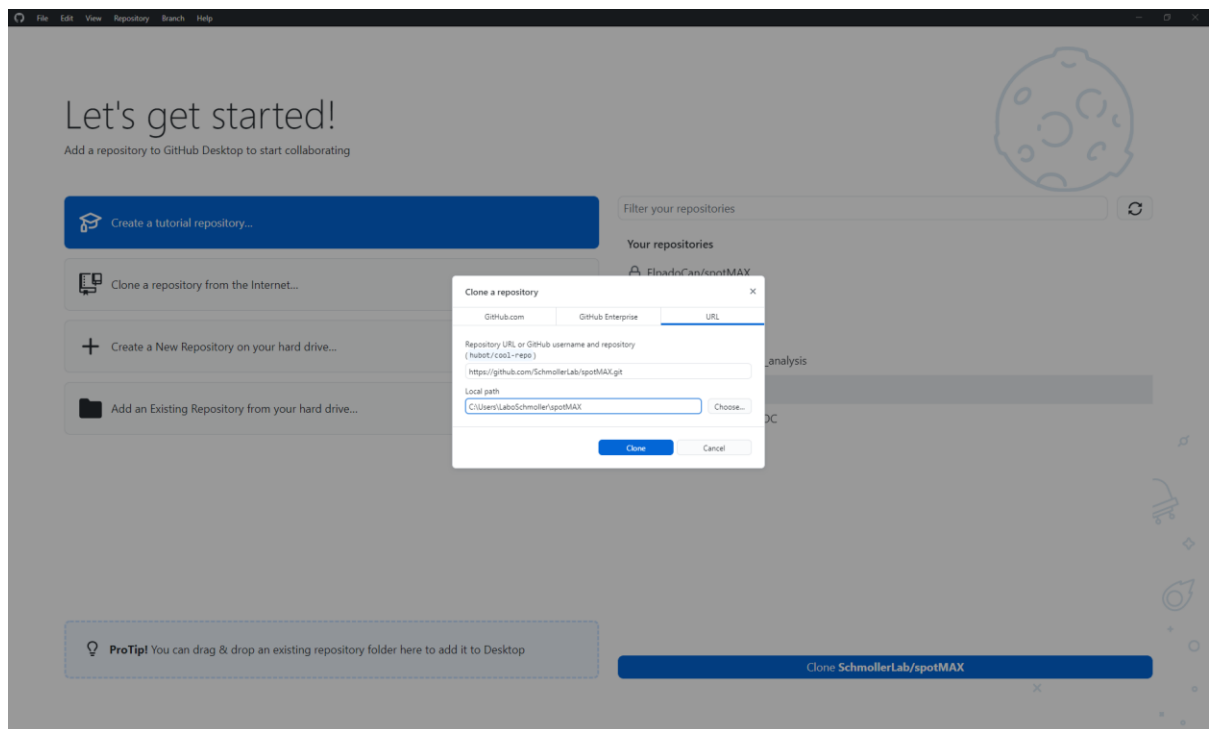 File Edit View Repository Branch Help
Let's get started!
Add a repository to GitHub Desktop to start collaborating
Create a tutorial repository...
Clone a repository from the Internet...
Create a New Repository on your hard drive...
Add an Existing Repository from your hard drive...
ProTip! You can drag & drop an existing repository folder here to add it to Desktop
Filter your repositories
Your repositories
ElpadoCan/spotMAX
_analysis
DC
Clone SchmollerLab/spotMAX
Clone a repository
GitHub.com GitHub Enterprise URL
Repository URL or GitHub username and repository
(hubot/cool-repo)
https://github.com/SchmollerLab/spotMAX.git
Local path
C:\Users\LaboSchmoller\spotMAX Choose...
Clone Cancel